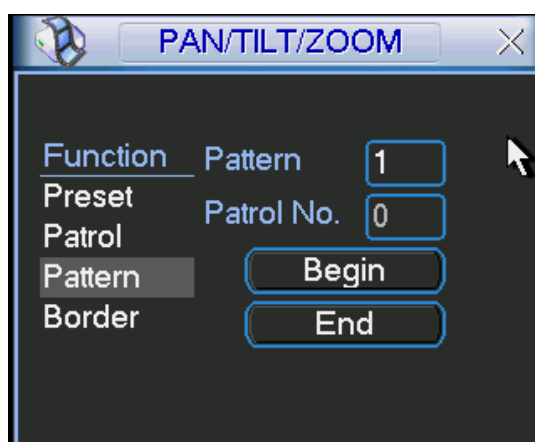 PAN/TILT/ZOOM
Function
Preset
Patrol
Pattern
Border
Pattern 1
Patrol No. 0
Begin
End